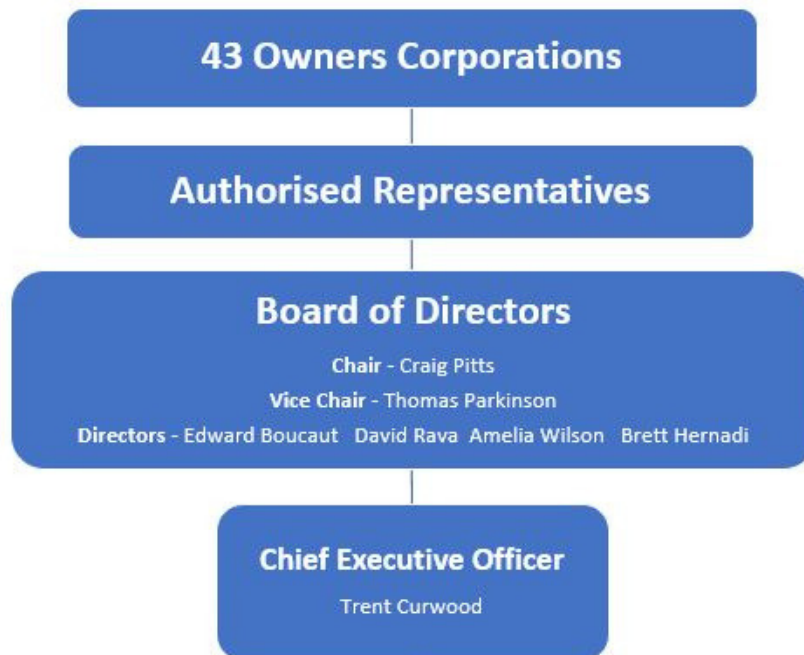 43 Owners Corporations
Authorised Representatives
Board of Directors
Chair - Craig Pitts
Vice Chair - Thomas Parkinson
Directors - Edward Boucaut   David Rava  Amelia Wilson   Brett Hernadi
Chief Executive Officer
Trent Curwood